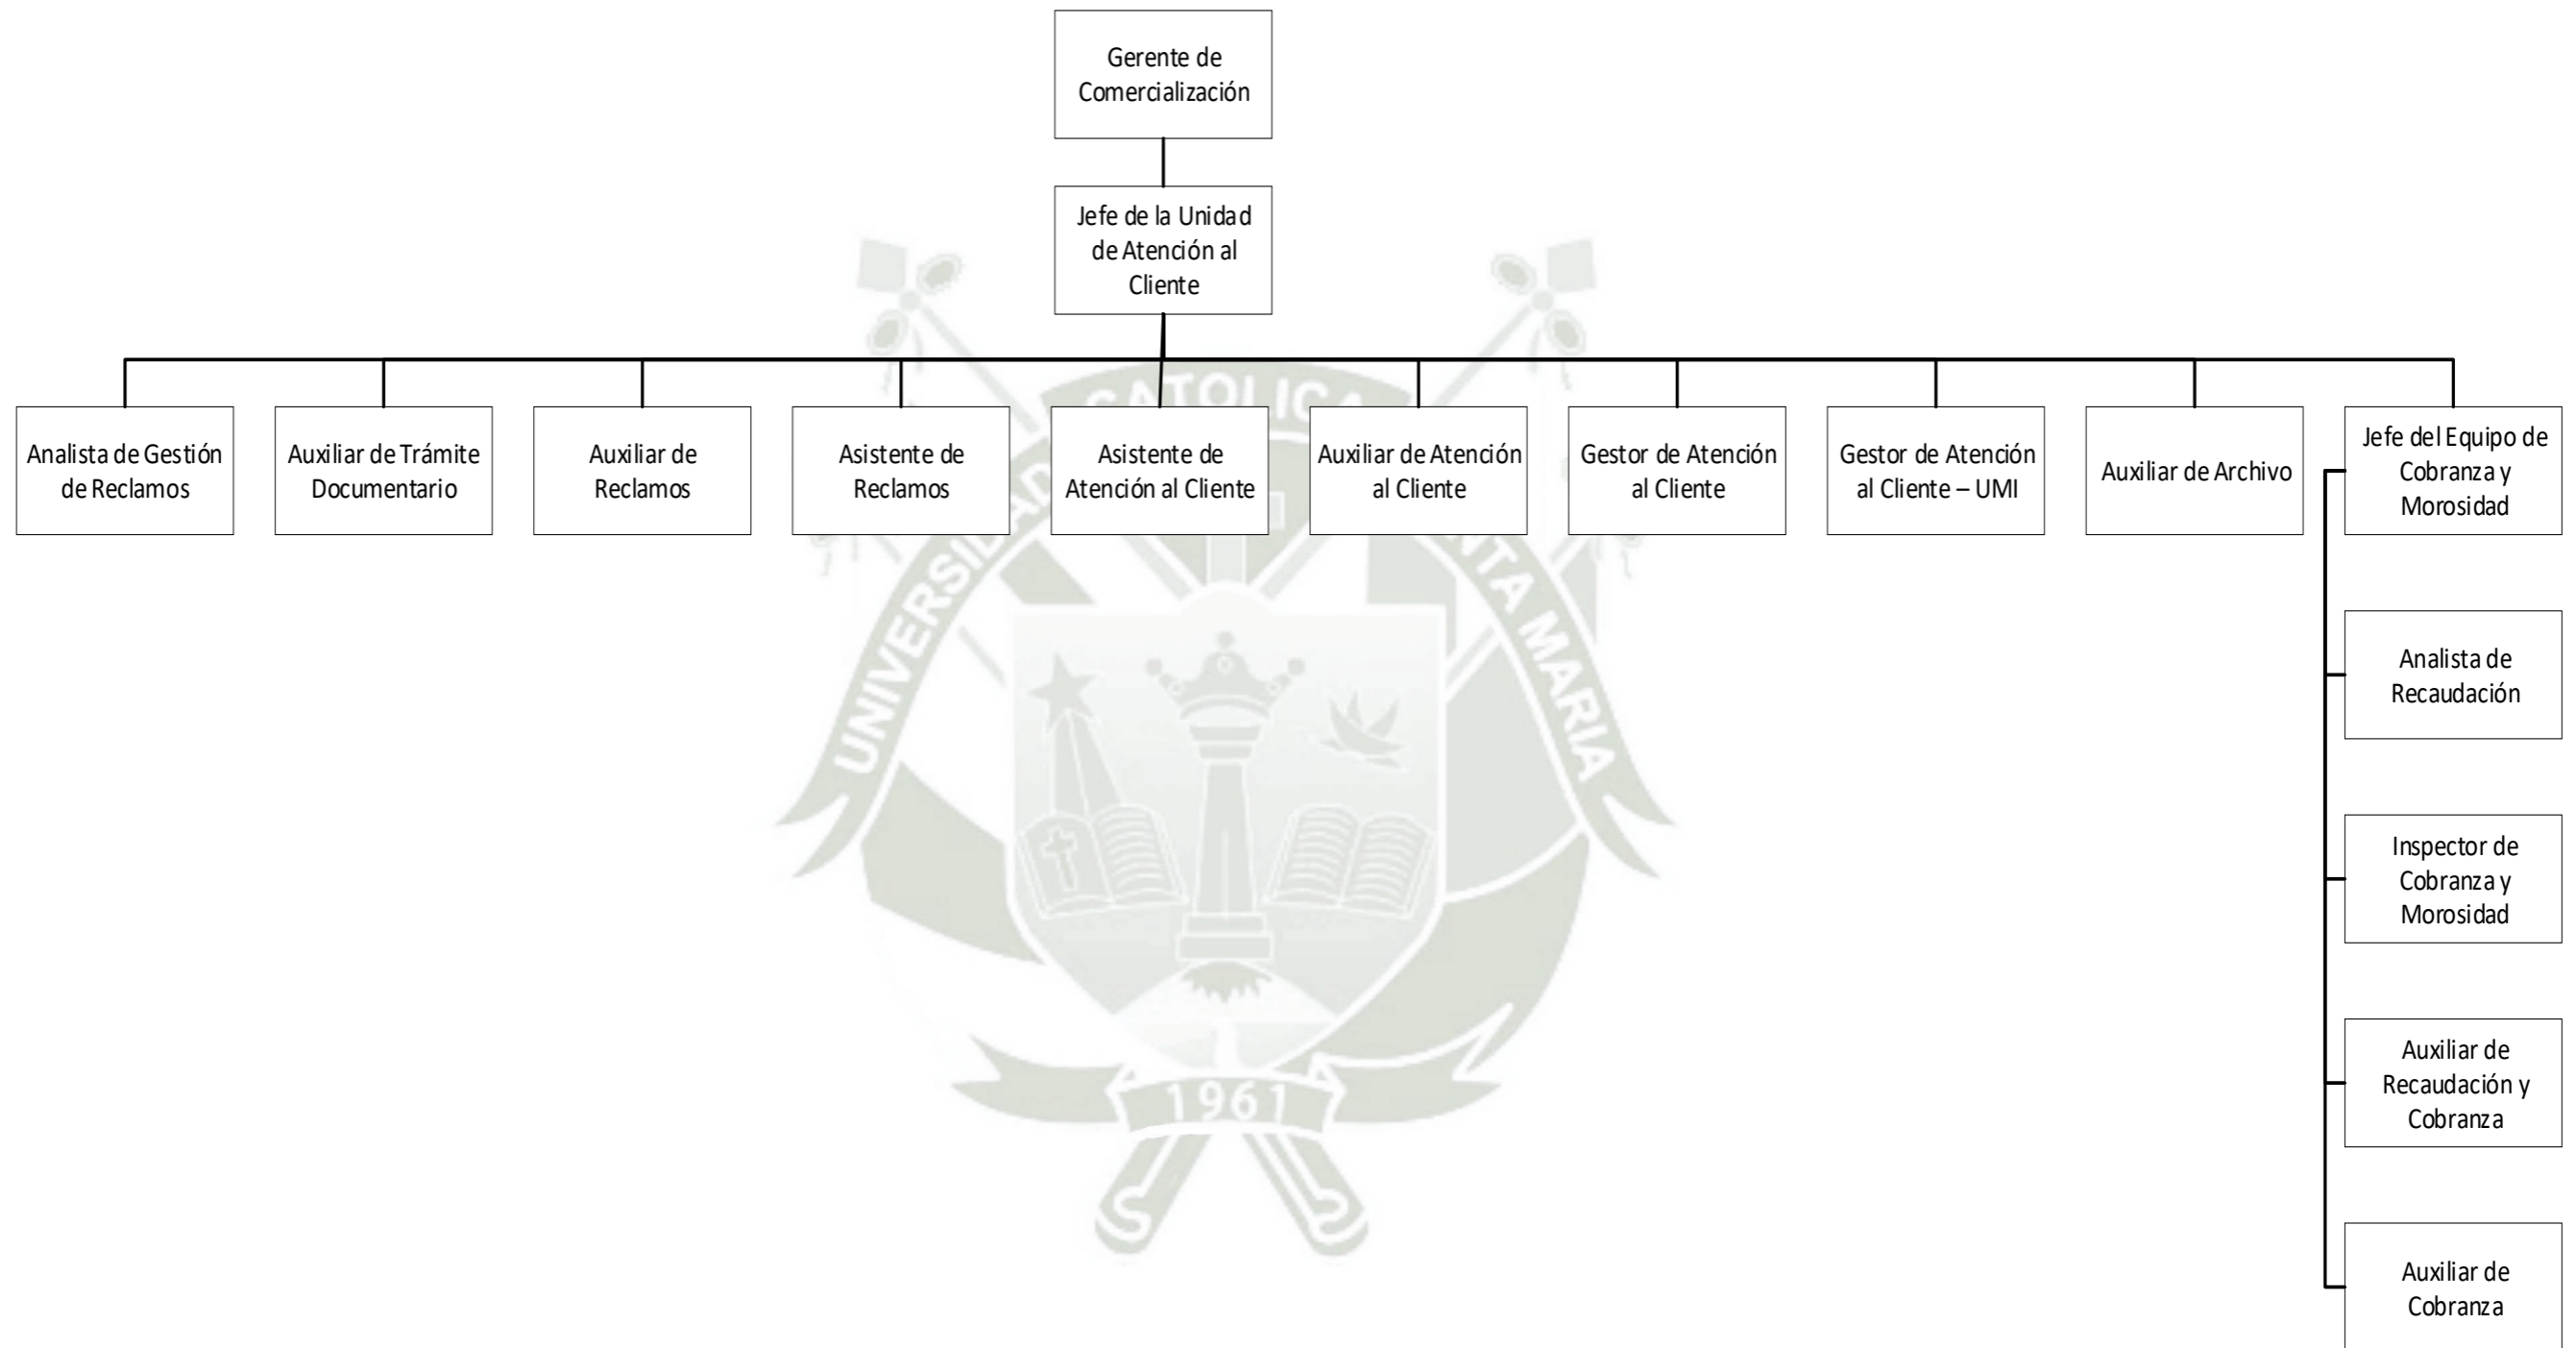 Gerente de
Comercialización
Jefe de la Unidad
de Atención al
Cliente
Analista de Gestión
de Reclamos
Auxiliar de Trámite
Documentario
Auxiliar de
Reclamos
Asistente de
Reclamos
Asistente de
Atención al Cliente
Auxiliar de Atención
al Cliente
Gestor de Atención
al Cliente
Gestor de Atención
al Cliente – UMI
Auxiliar de Archivo
Jefe del Equipo de
Cobranza y
Morosidad
Analista de
Recaudación
Inspector de
Cobranza y
Morosidad
Auxiliar de
Recaudación y
Cobranza
Auxiliar de
Cobranza
CATOLICA
MARIA
1961